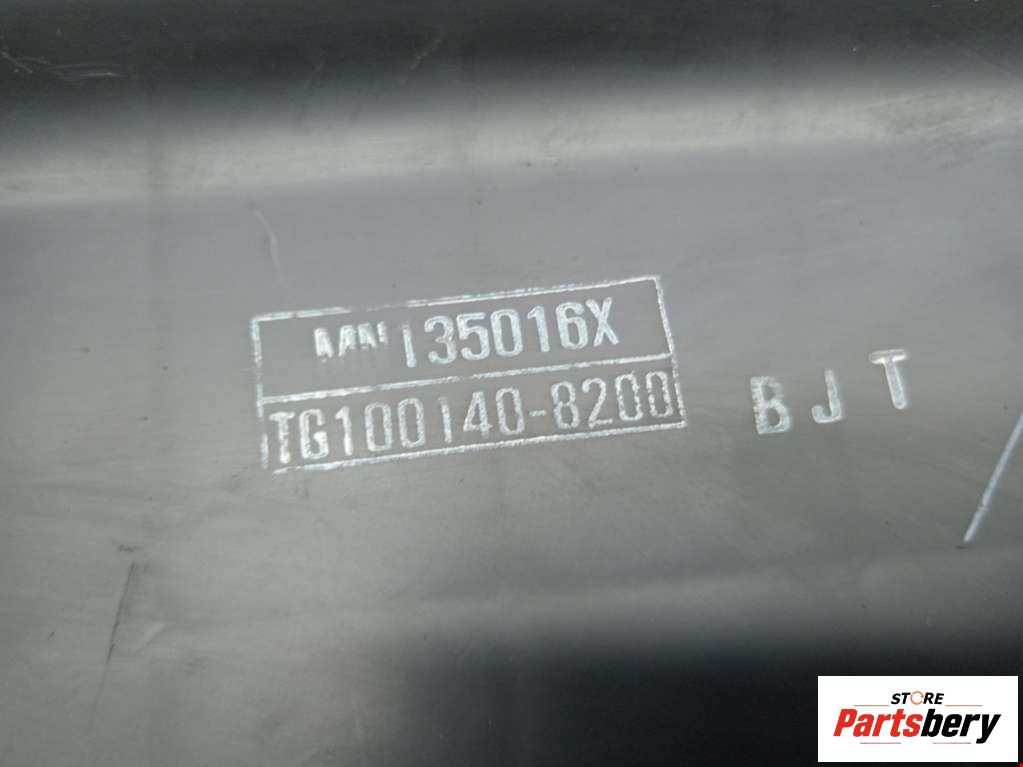 MN135016X
TG100140-8200
BJT
STORE
Partsbery